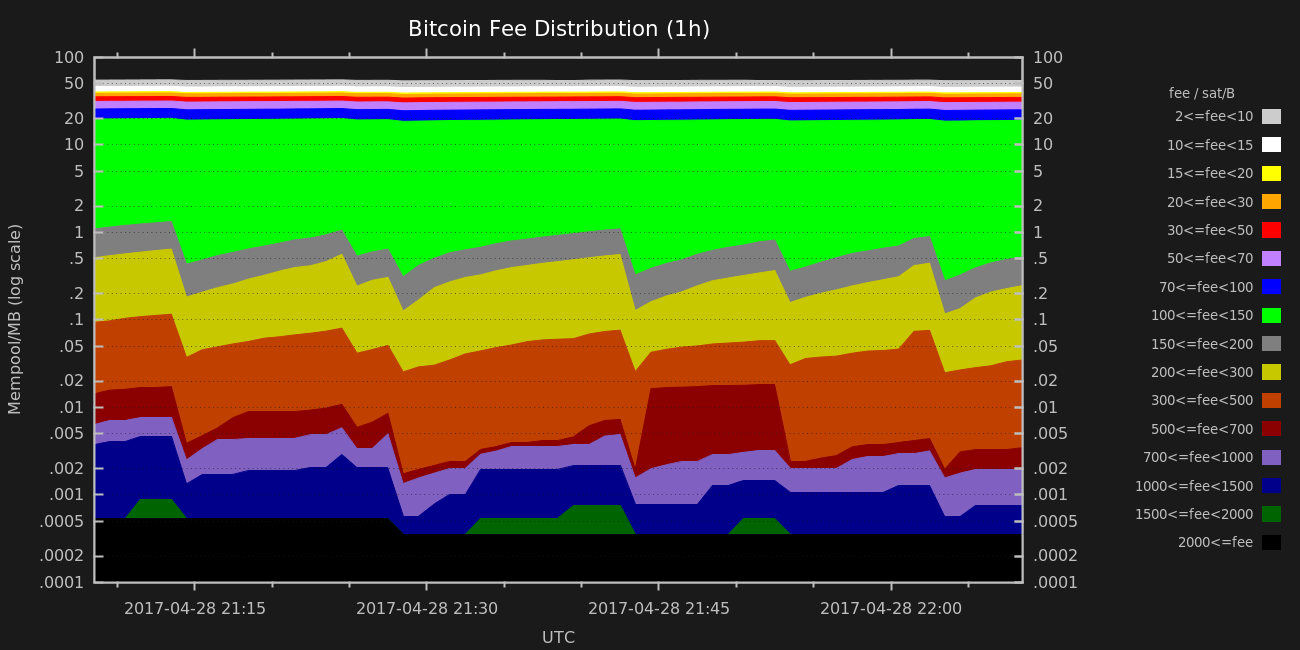 Bitcoin Fee Distribution (1h)
100 100
50 50
20 20
10 10
5 5
2 2
1 1
.5 .5
.2 .2
.1 .1
.05 .05
.02 .02
.01 .01
.005 .005
.002 .002
.001 .001
.0005 .0005
.0002 .0002
.0001 .0001
Mempool/MB (log scale)
2017-04-28 21:15 2017-04-28 21:30 2017-04-28 21:45 2017-04-28 22:00
UTC
fee / sat/B
2<=fee<10
10<=fee<15
15<=fee<20
20<=fee<30
30<=fee<50
50<=fee<70
70<=fee<100
100<=fee<150
150<=fee<200
200<=fee<300
300<=fee<500
500<=fee<700
700<=fee<1000
1000<=fee<1500
1500<=fee<2000
2000<=fee